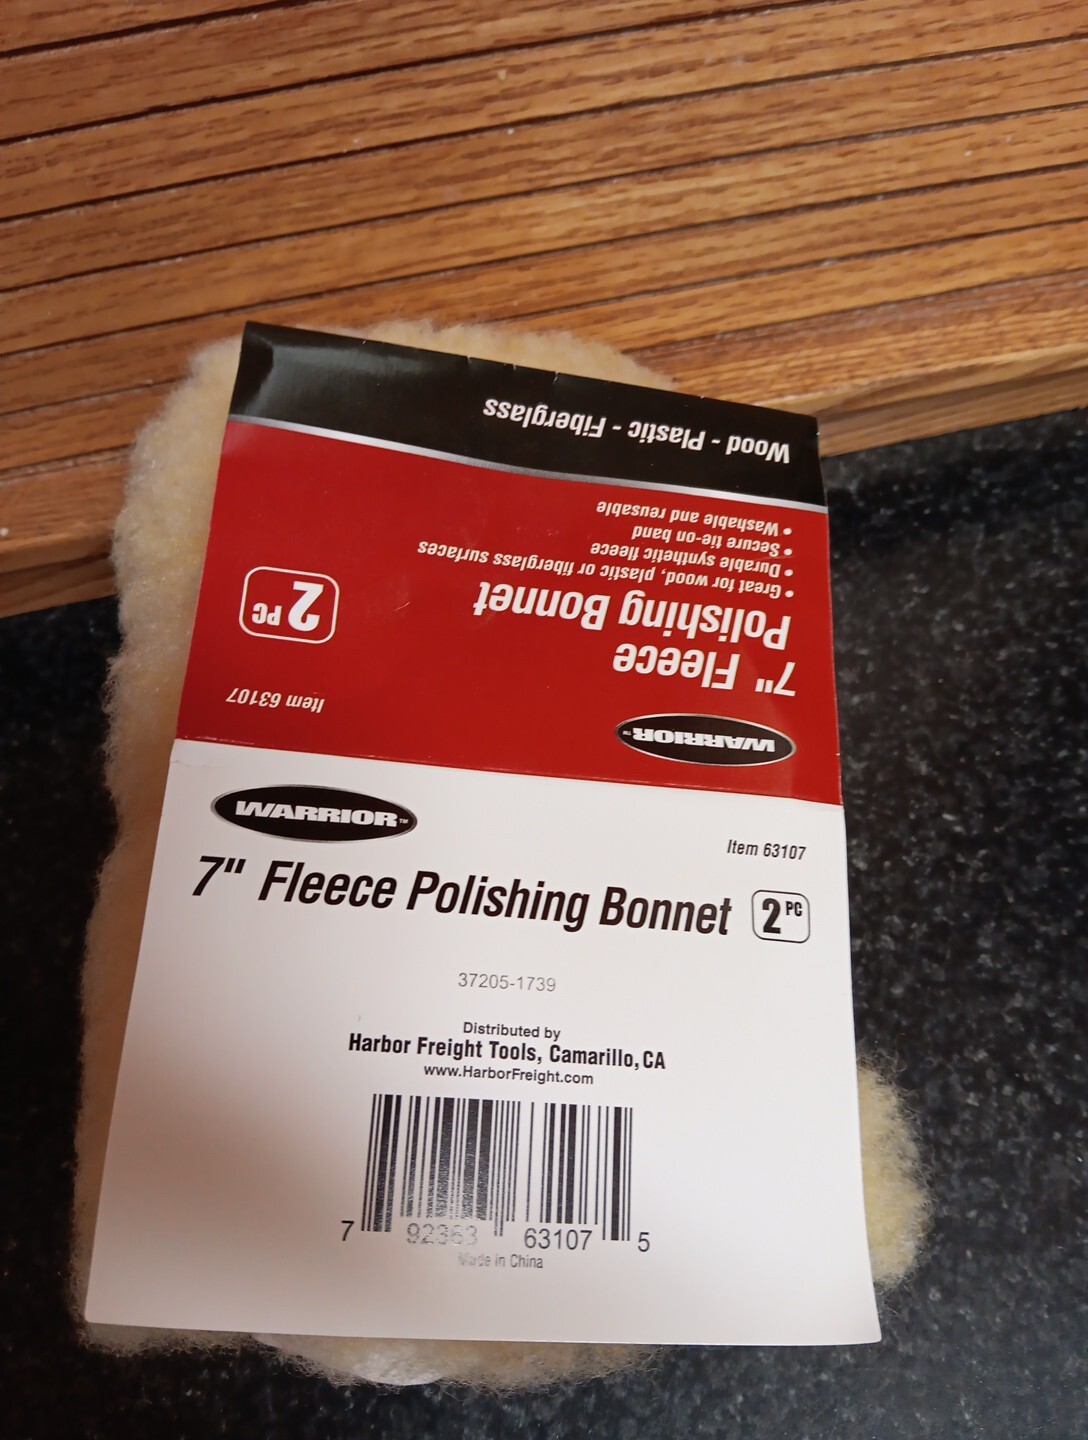 Wood - Plastic - Fiberglass
WARRIOR™
7" Fleece
Polishing Bonnet
• Great for wood, plastic or fiberglass surfaces
• Durable synthetic fleece
• Secure tie-on band
• Washable and reusable
Item 63107
2 PC
WARRIOR™
Item 63107
7" Fleece Polishing Bonnet 2 PC
37205-1739
Distributed by
Harbor Freight Tools, Camarillo, CA
www.HarborFreight.com
7 92363 63107 5
Made in China